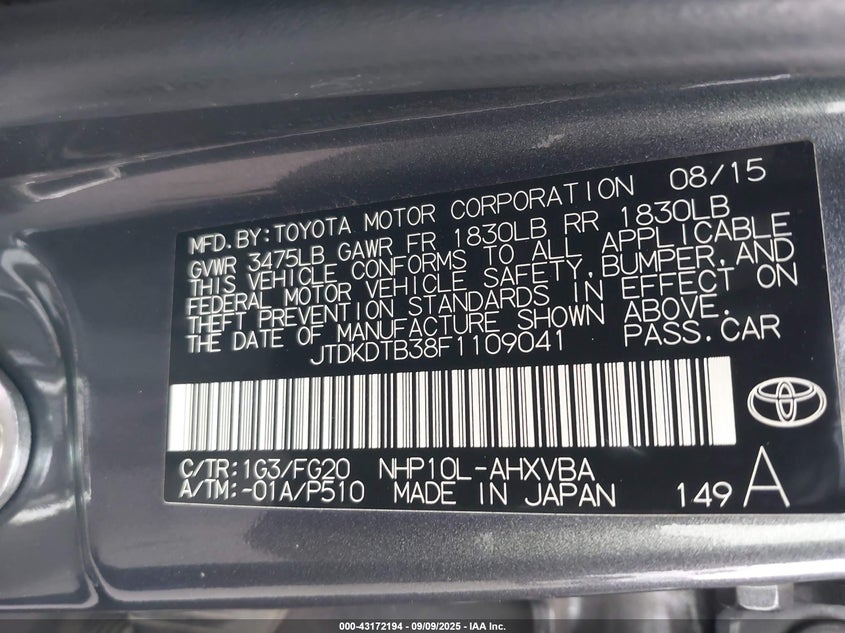 MFD.BY:TOYOTA MOTOR CORPORATION 08/15
GVWR 3475LB GAWR FR 1830LB RR 1830LB
THIS VEHICLE CONFORMS TO ALL APPLICABLE
FEDERAL MOTOR VEHICLE SAFETY,BUMPER,AND
THEFT PREVENTION STANDARDS IN EFFECT ON
THE DATE OF MANUFACTURE SHOWN ABOVE.
JTDKDTB38F1109041 PASS.CAR
C/TR:1G3/FG20 NHP10L-AHXVBA
A/TM:-01A/P510 MADE IN JAPAN 149 A
000-43172194 - 09/09/2025 - IAA Inc.